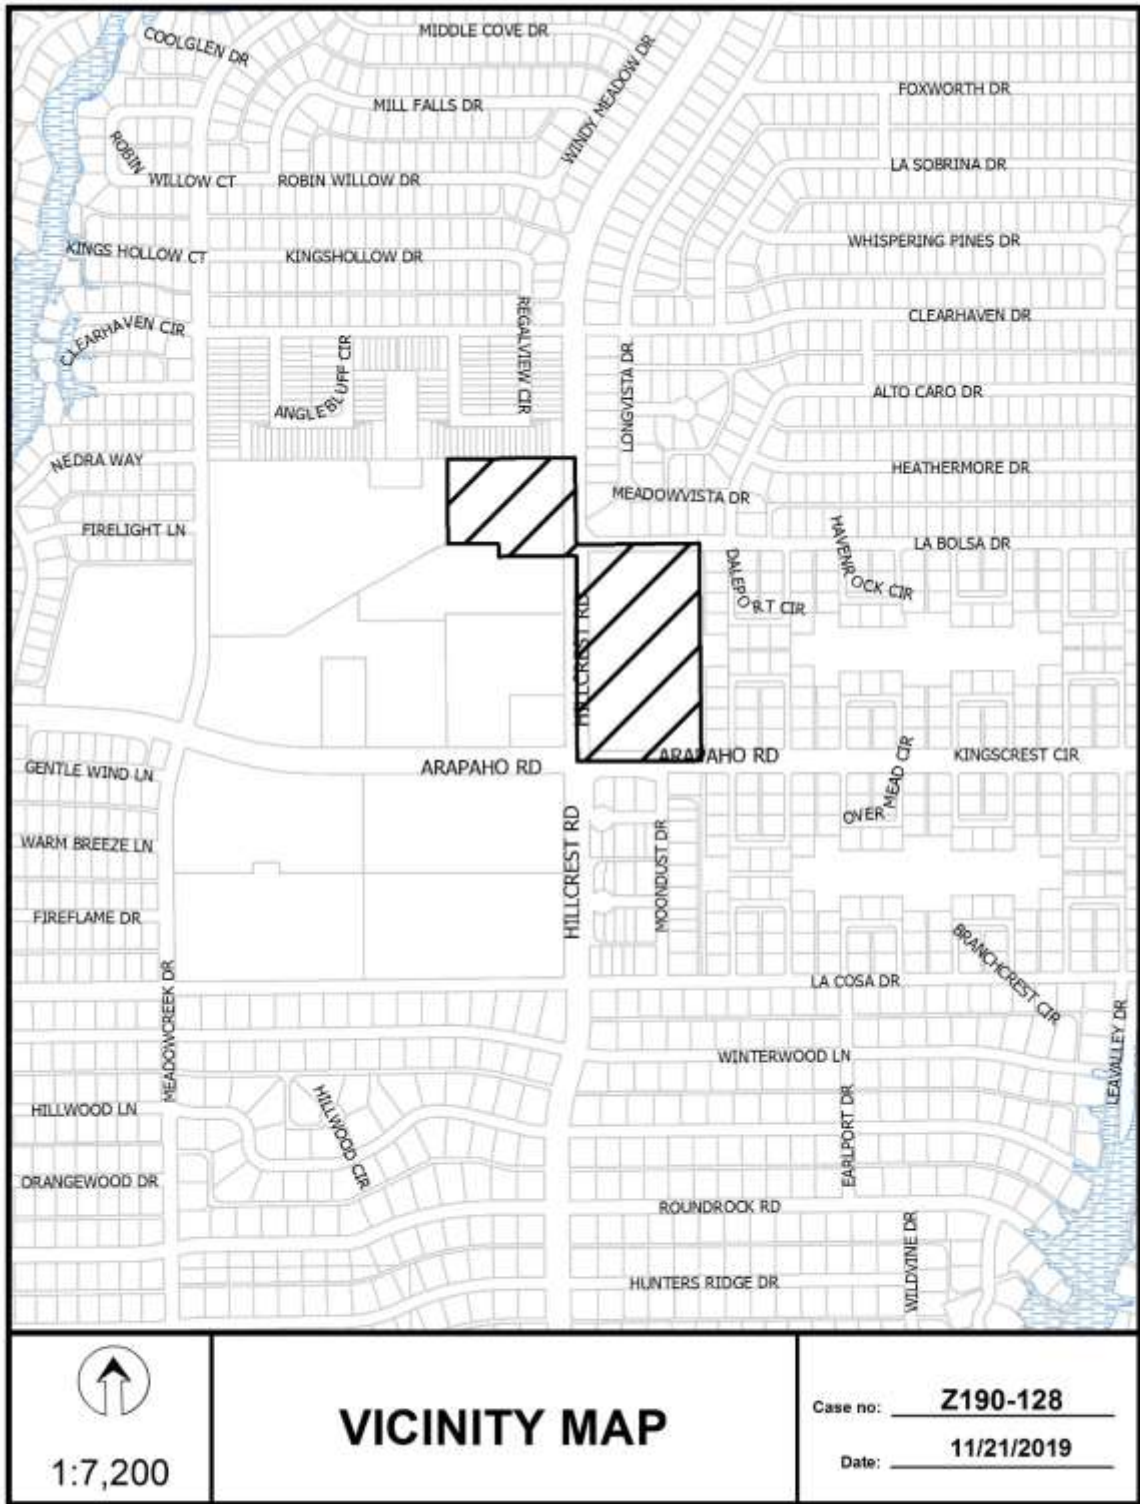 COOLGLEN DR
MIDDLE COVE DR
WINDY MEADOW DR
FOXWORTH DR
MILL FALLS DR
ROBIN
WILLOW CT
ROBIN WILLOW DR
LA SOBRINA DR
KINGS HOLLOW CT
KINGSHOLLOW DR
WHISPERING PINES DR
CLEARHAVEN CIR
REGALVIEW CIR
CLEARHAVEN DR
ANGLEBLUFF CIR
LONGVISTA DR
ALTO CARO DR
NEDRA WAY
HEATHERMORE DR
MEADOWVISTA DR
FIRELIGHT LN
HAVENROCK CIR
LA BOLSA DR
DALEPORT CIR
HILLCREST RD
GENTLE WIND LN
ARAPAHO RD
ARAPAHO RD
OVER MEAD CIR
KINGSCREST CIR
WARM BREEZE LN
HILLCREST RD
MOONDUST DR
FIREFLAME DR
BRANCHCREST CIR
MEADOWCREEK DR
LA COSA DR
LEAVALLEY DR
WINTERWOOD LN
HILLWOOD LN
HILLWOOD CIR
EARLPORT DR
ORANGEWOOD DR
ROUNDROCK RD
WILDVINE DR
HUNTERS RIDGE DR
1:7,200
VICINITY MAP
Case no: Z190-128
Date: 11/21/2019